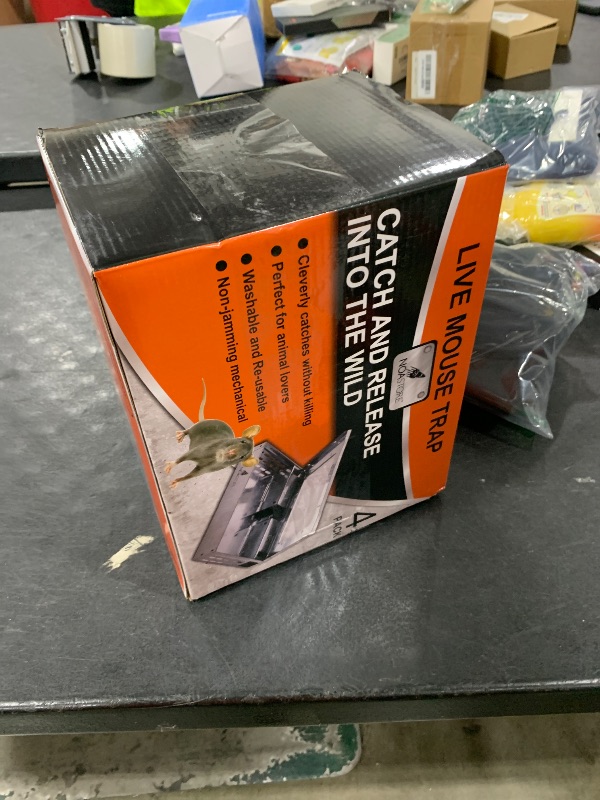 LIVE MOUSE TRAP
NOASTORE
CATCH AND RELEASE
INTO THE WILD
● Cleverly catches without killing
● Perfect for animal lovers
● Washable and Re-usable
● Non-jamming mechanical
4
PACK